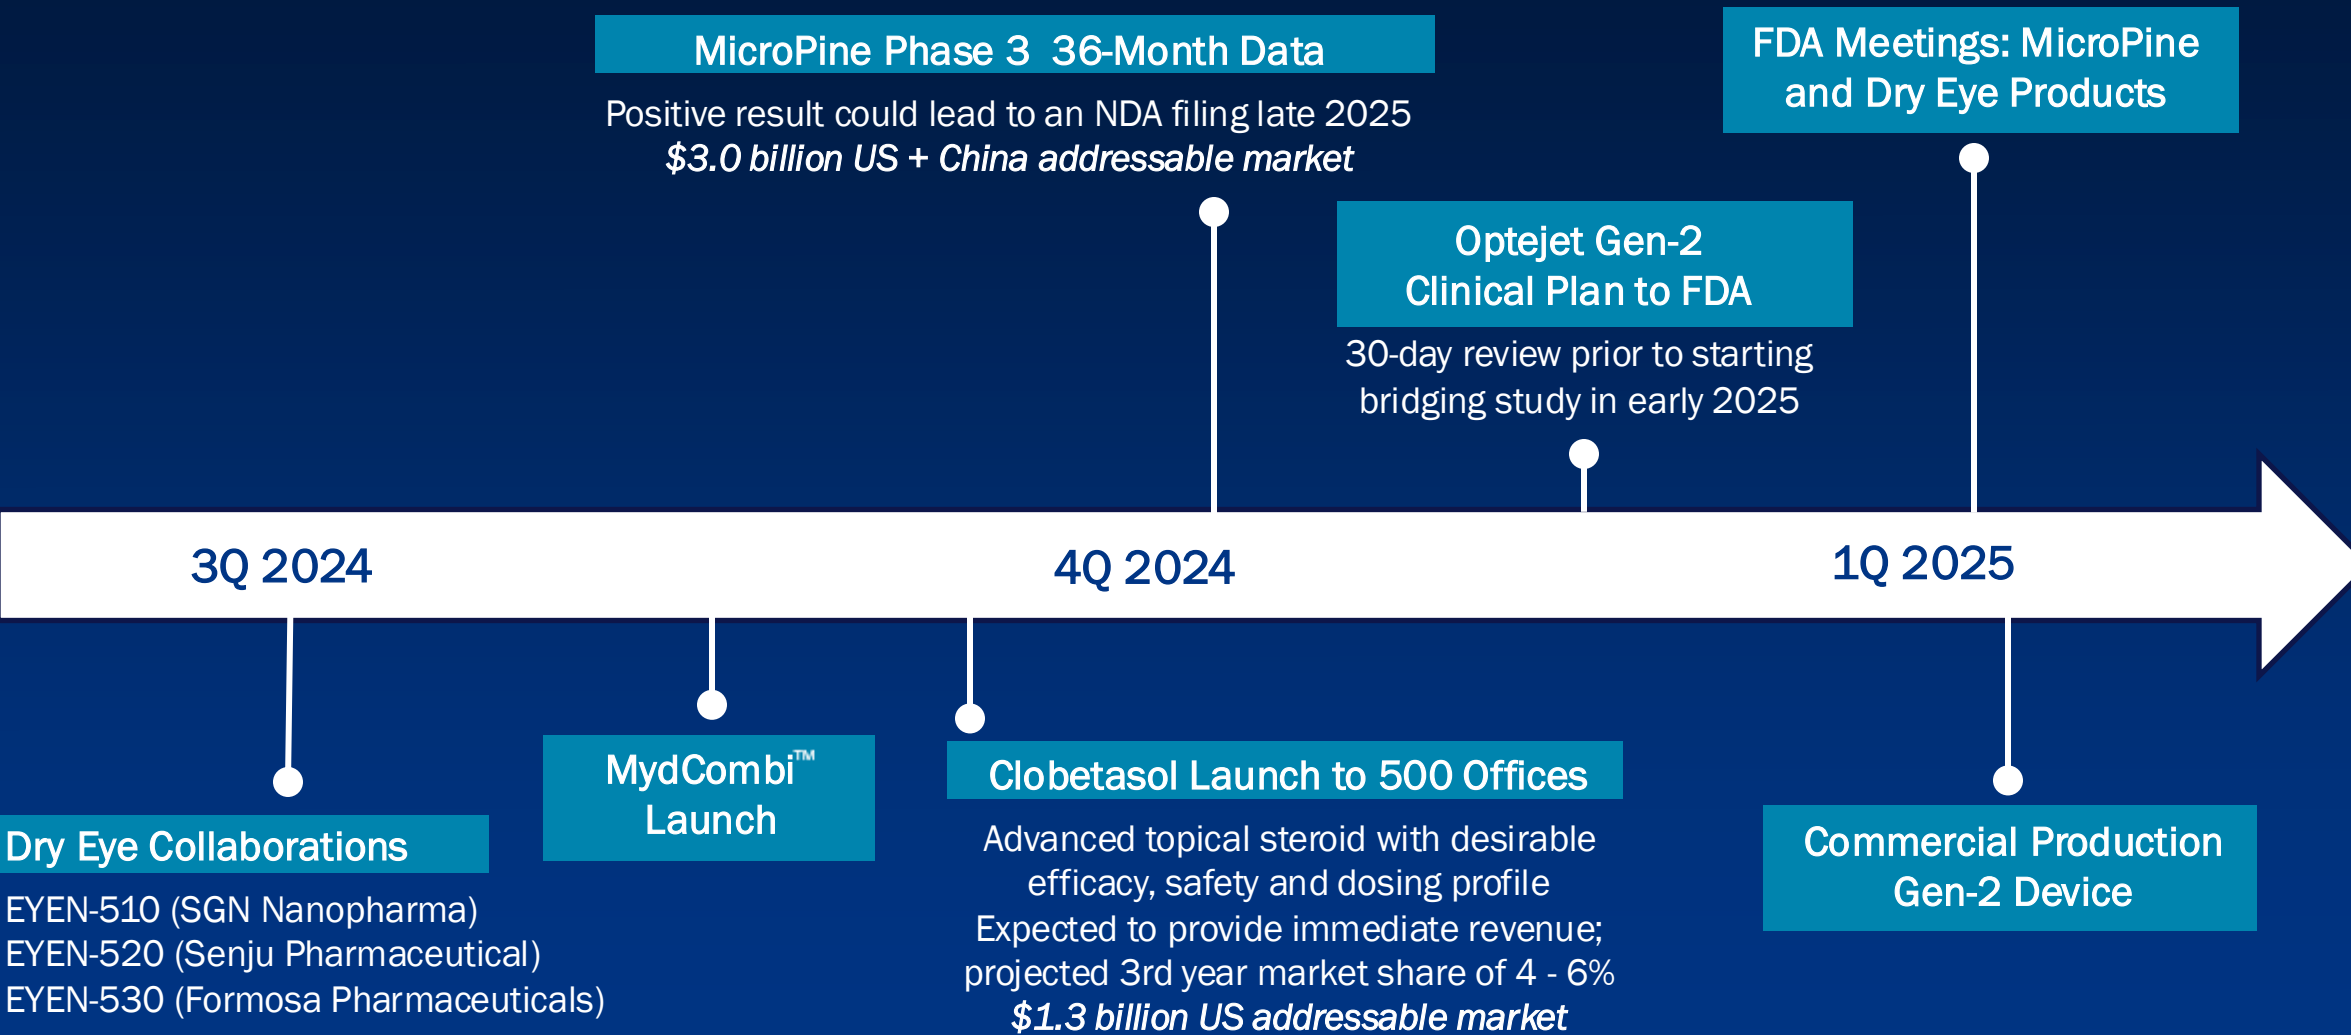 MicroPine Phase 3 36-Month Data
Positive result could lead to an NDA filing late 2025
$3.0 billion US + China addressable market
FDA Meetings: MicroPine
and Dry Eye Products
Optejet Gen-2
Clinical Plan to FDA
30-day review prior to starting
bridging study in early 2025
3Q 2024
4Q 2024
1Q 2025
Dry Eye Collaborations
EYEN-510 (SGN Nanopharma)
EYEN-520 (Senju Pharmaceutical)
EYEN-530 (Formosa Pharmaceuticals)
MydCombi™
Launch
Clobetasol Launch to 500 Offices
Advanced topical steroid with desirable
efficacy, safety and dosing profile
Expected to provide immediate revenue;
projected 3rd year market share of 4 - 6%
$1.3 billion US addressable market
Commercial Production
Gen-2 Device